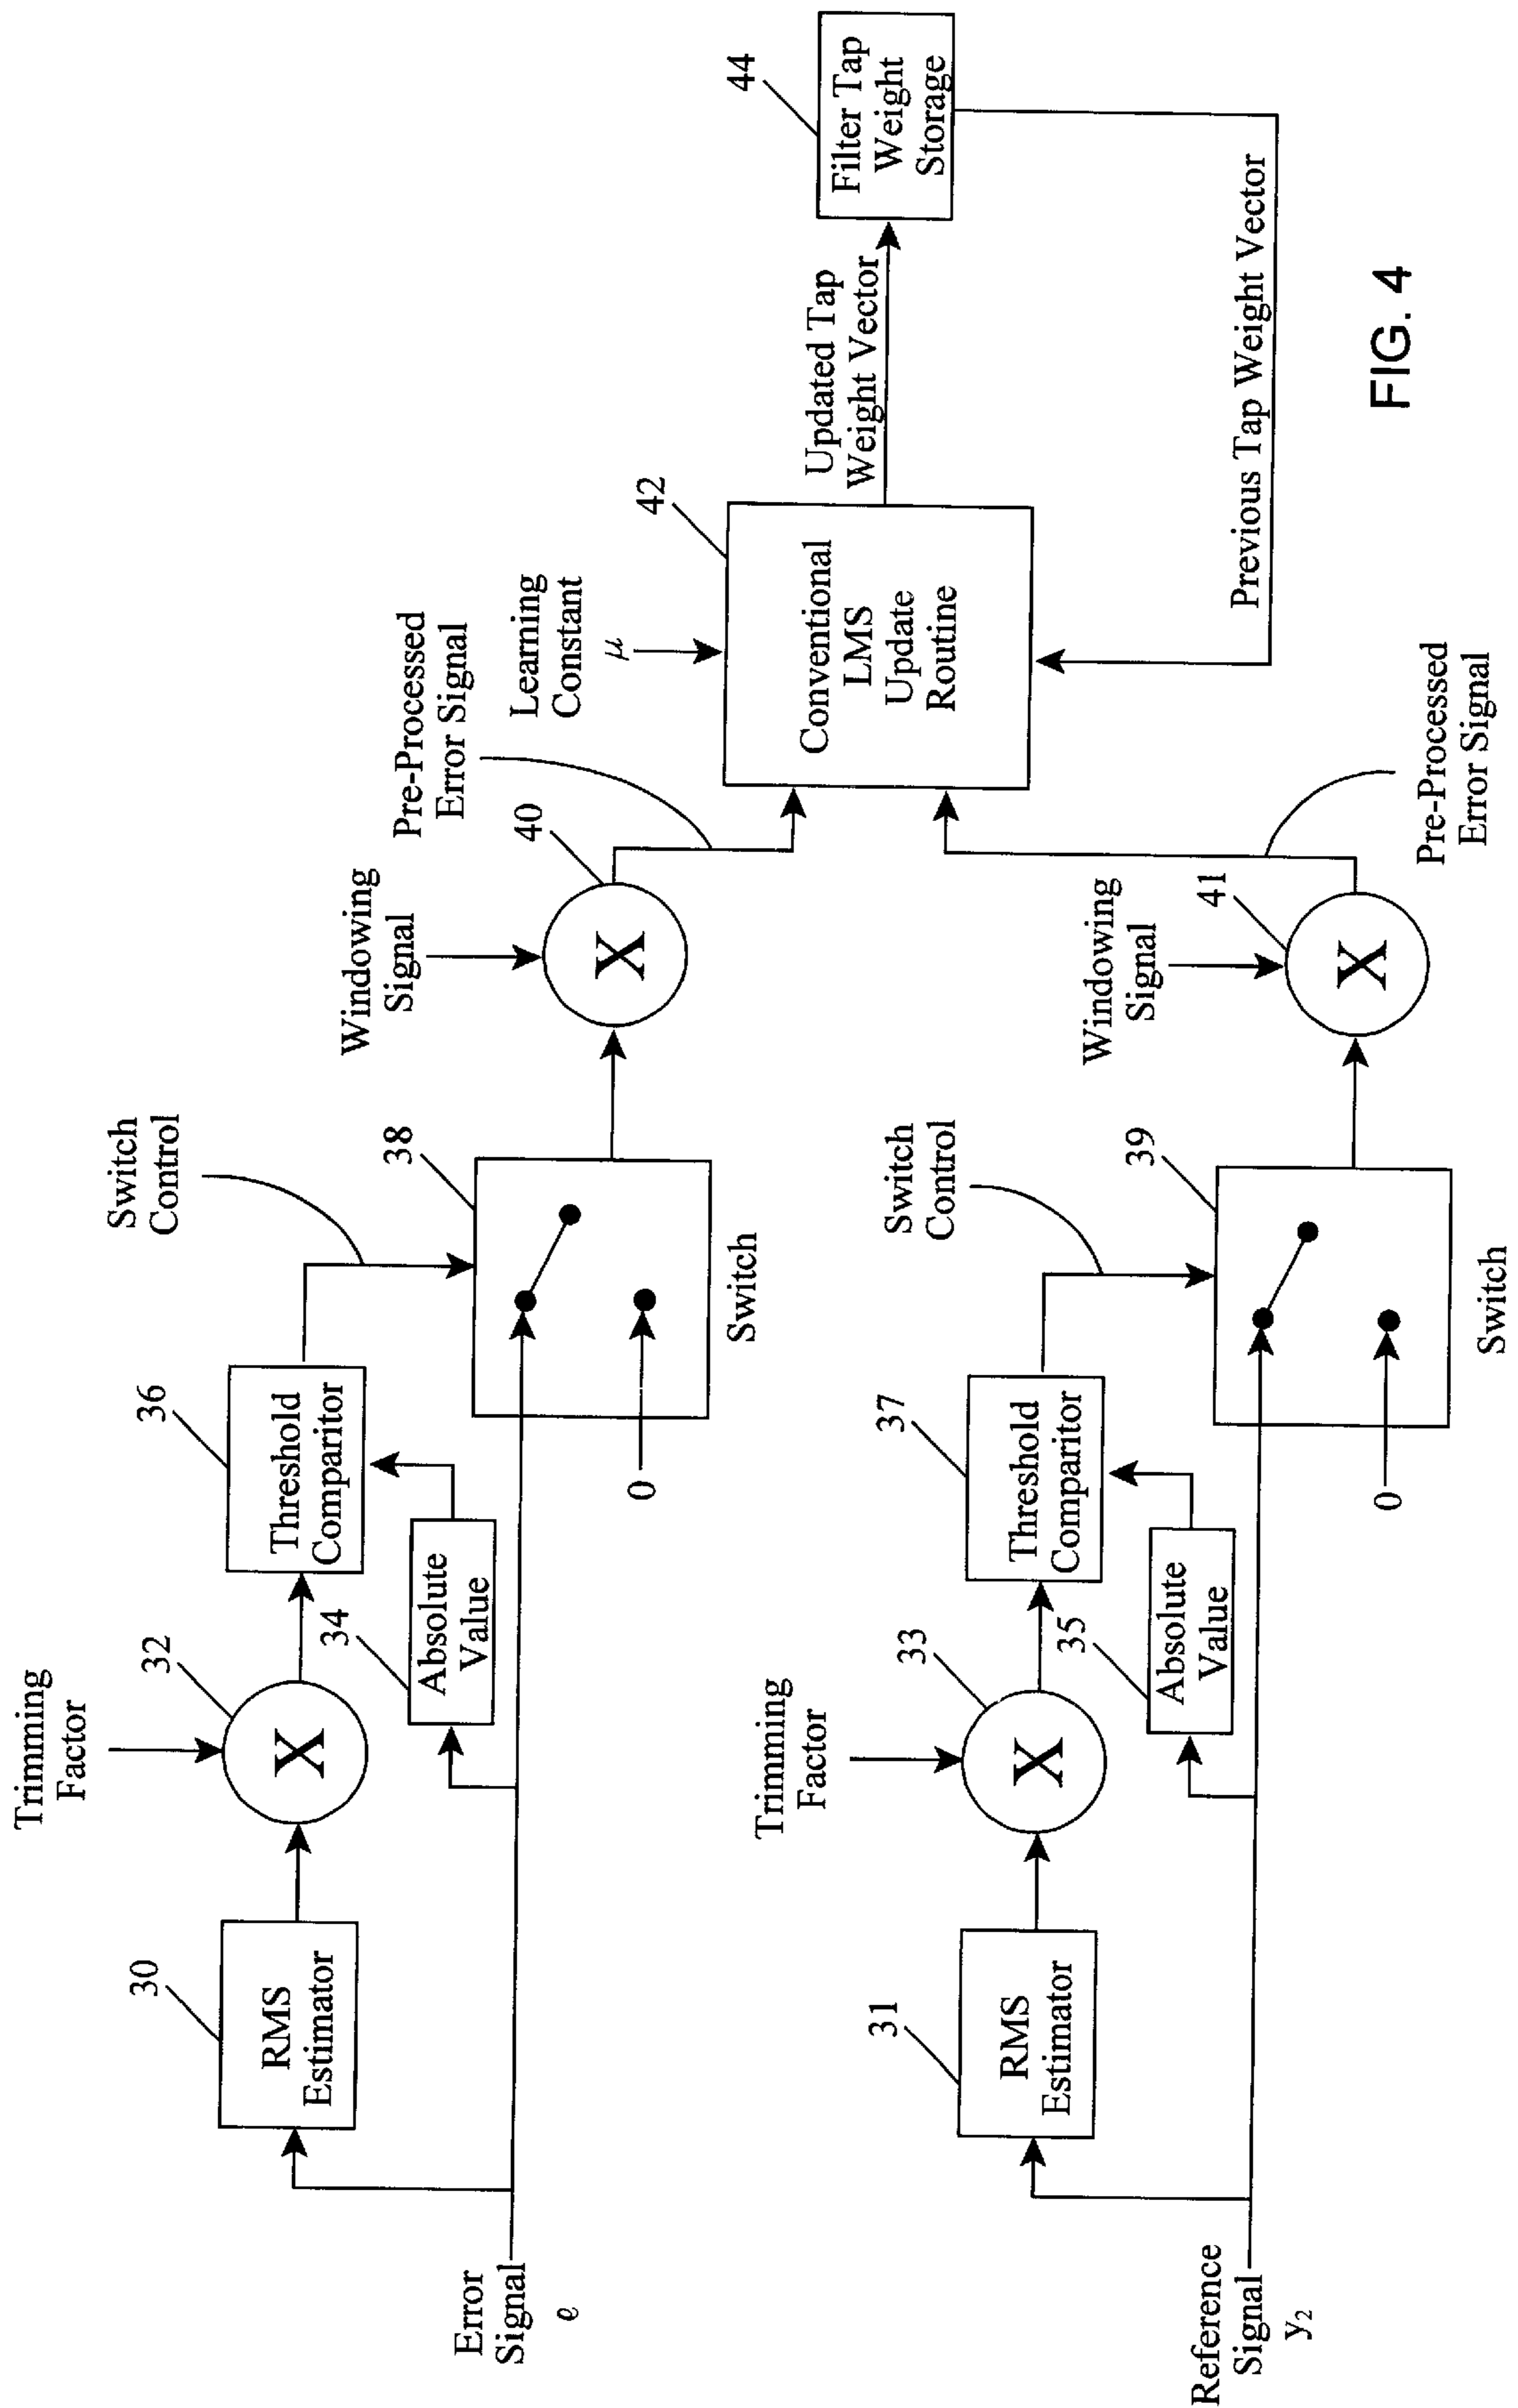 Trimming
Factor
32
30
RMS
Estimator
X
36
Threshold
Comparitor
34
Absolute
Value
Switch
Control
38
0
Switch
Windowing
Signal
40
X
Pre-Processed
Error Signal
Learning
Constant
μ
42
Conventional
LMS
Update
Routine
Updated Tap
Weight Vector
44
Filter Tap
Weight
Storage
Previous Tap Weight Vector
Error
Signal
e
Trimming
Factor
33
31
RMS
Estimator
X
37
Threshold
Comparitor
35
Absolute
Value
Switch
Control
39
0
Switch
Windowing
Signal
41
X
Pre-Processed
Error Signal
Reference
Signal
y₂
FIG. 4